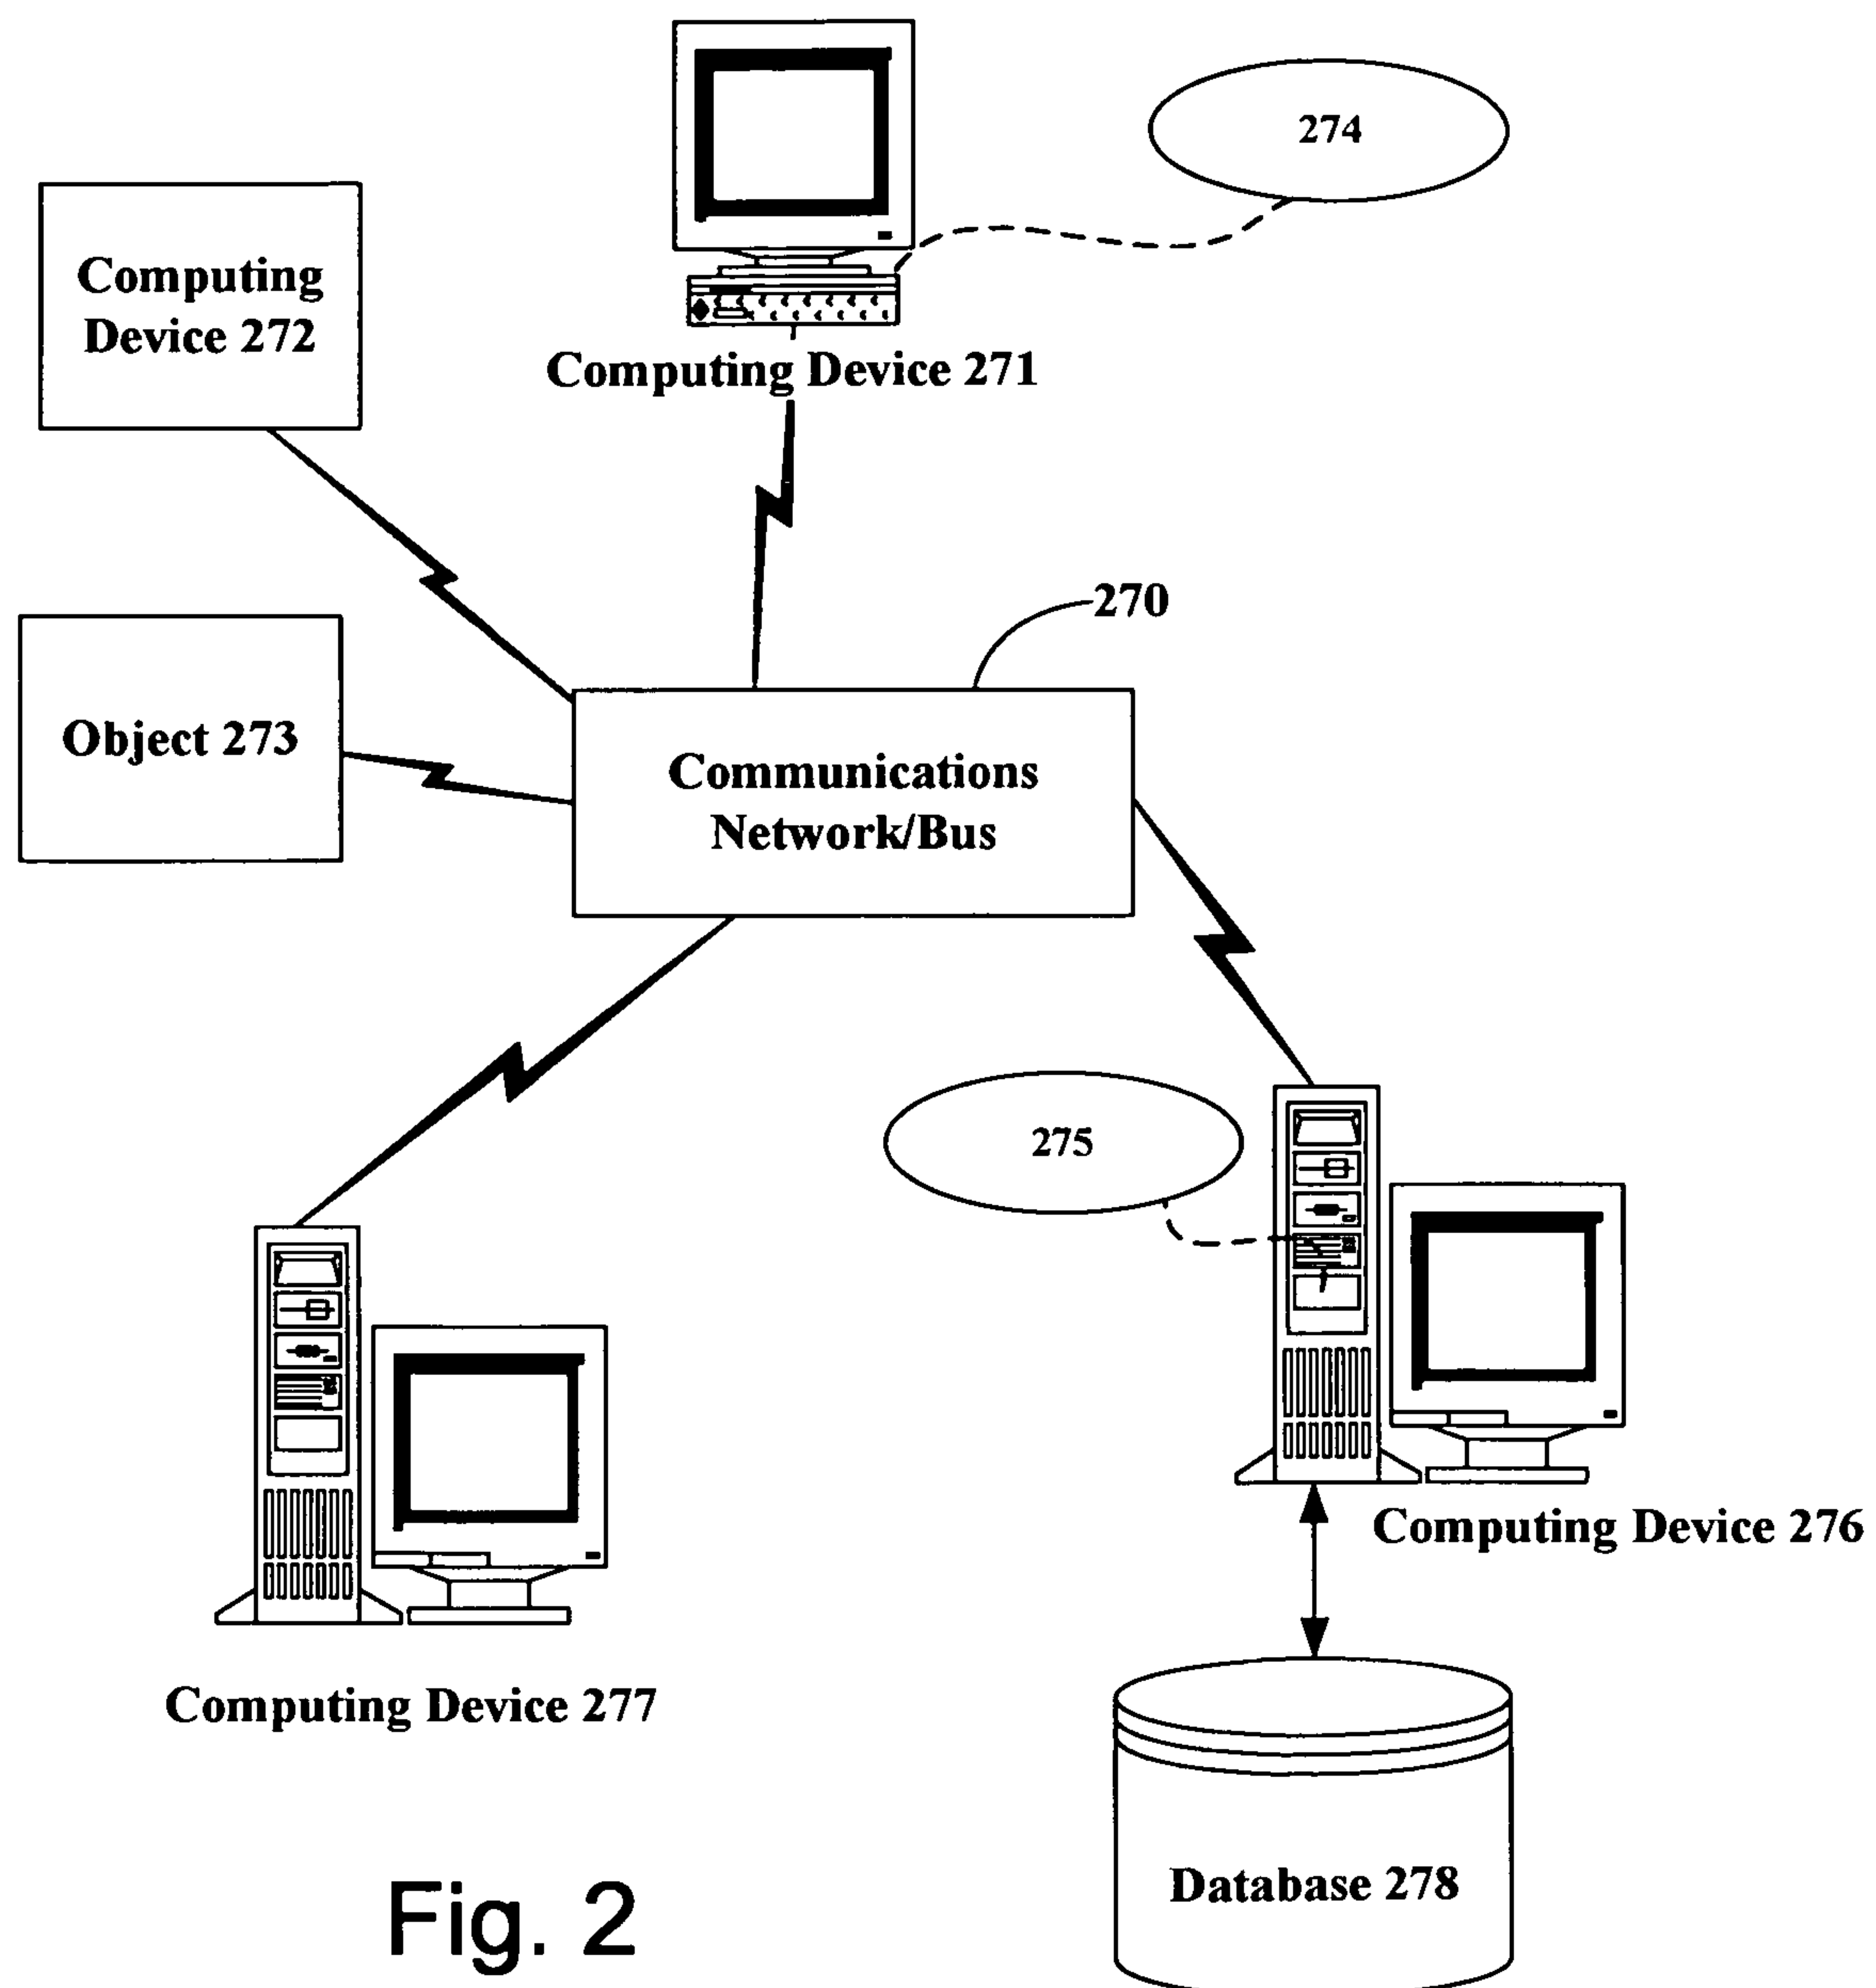 274
Computing
Device 272
Computing Device 271
270
Object 273
Communications
Network/Bus
275
Computing Device 276
Computing Device 277
Database 278
Fig. 2